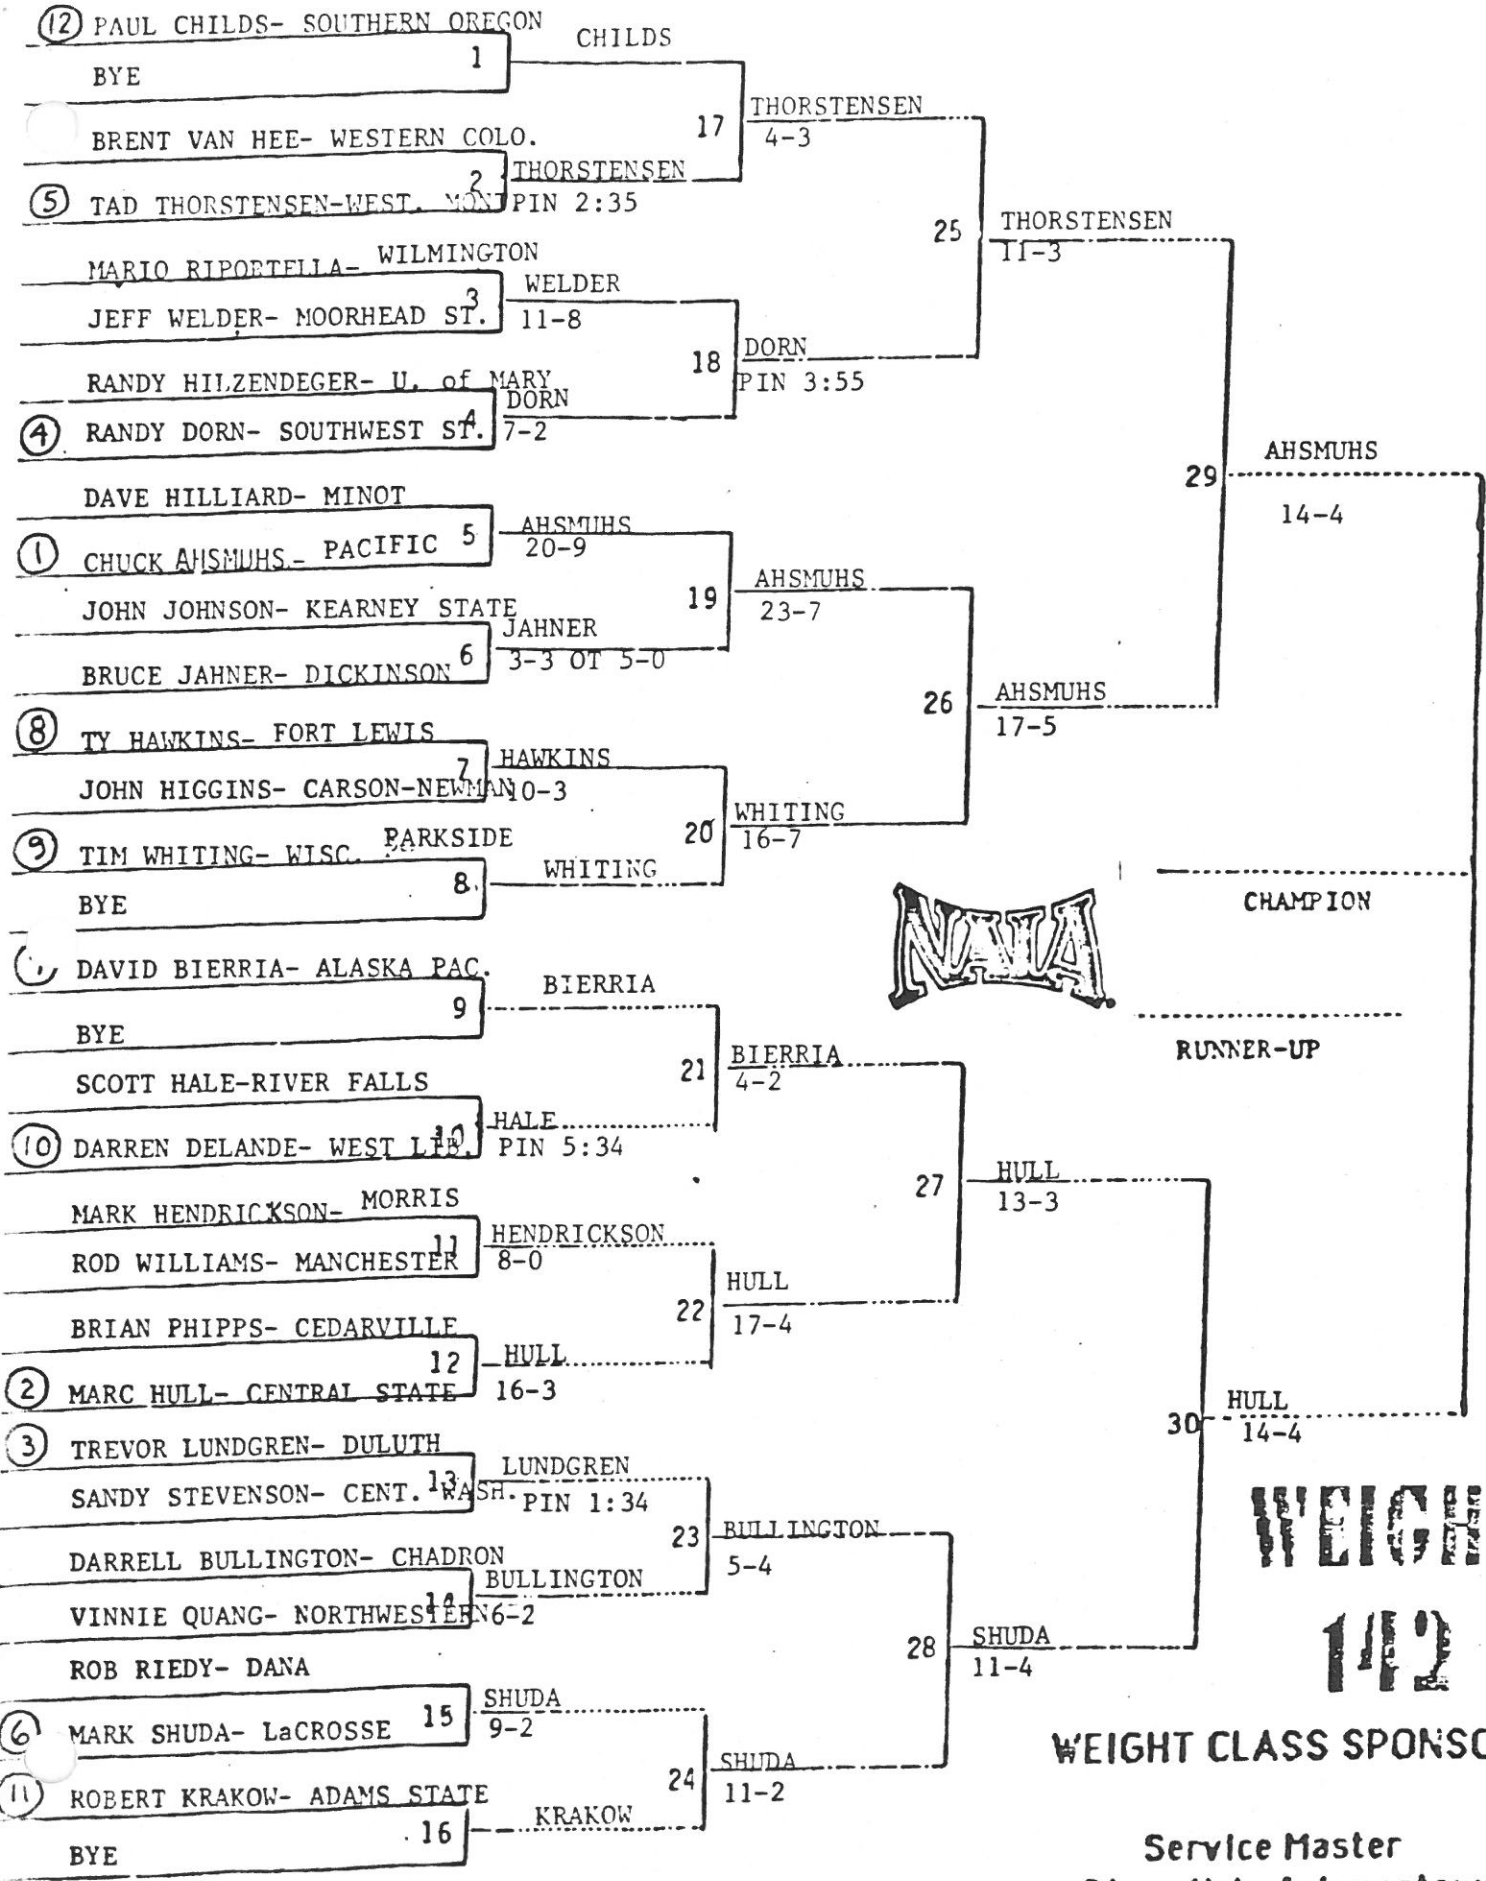 12 PAUL CHILDS- SOUTHERN OREGON
1
BYE
CHILDS
BRENT VAN HEE- WESTERN COLO.
2
5 TAD THORSTENSEN-WEST. MONT
THORSTENSEN
PIN 2:35
17
THORSTENSEN
4-3
MARIO RIPORTELLA- WILMINGTON
3
JEFF WELDER- MOORHEAD ST.
WELDER
11-8
RANDY HILZENDEGER- U. of MARY
4
4 RANDY DORN- SOUTHWEST ST.
DORN
7-2
18
DORN
PIN 3:55
25
THORSTENSEN
11-3
DAVE HILLIARD- MINOT
5
1 CHUCK AHSMUHS- PACIFIC
AHSMUHS
20-9
JOHN JOHNSON- KEARNEY STATE
6
BRUCE JAHNER- DICKINSON
JAHNER
3-3 OT 5-0
19
AHSMUHS
23-7
8 TY HAWKINS- FORT LEWIS
7
JOHN HIGGINS- CARSON-NEWMAN
HAWKINS
10-3
9 TIM WHITING- WISC. PARKSIDE
8
BYE
WHITING
20
WHITING
16-7
26
AHSMUHS
17-5
29
AHSMUHS
14-4
NAIA
CHAMPION
RUNNER-UP
DAVID BIERRIA- ALASKA PAC.
9
BYE
BIERRIA
SCOTT HALE-RIVER FALLS
10
10 DARREN DELANDE- WEST LIB.
HALE
PIN 5:34
21
BIERRIA
4-2
MARK HENDRICKSON- MORRIS
11
ROD WILLIAMS- MANCHESTER
HENDRICKSON
8-0
BRIAN PHIPPS- CEDARVILLE
12
2 MARC HULL- CENTRAL STATE
HULL
16-3
22
HULL
17-4
27
HULL
13-3
3 TREVOR LUNDGREN- DULUTH
13
SANDY STEVENSON- CENT. WASH.
LUNDGREN
PIN 1:34
DARRELL BULLINGTON- CHADRON
14
VINNIE QUANG- NORTHWESTERN
BULLINGTON
6-2
23
BULLINGTON
5-4
ROB RIEDY- DANA
15
6 MARK SHUDA- LaCROSSE
SHUDA
9-2
11 ROBERT KRAKOW- ADAMS STATE
16
BYE
KRAKOW
24
SHUDA
11-2
28
SHUDA
11-4
30
HULL
14-4
WEIGH
142
WEIGHT CLASS SPONSO
Service Master